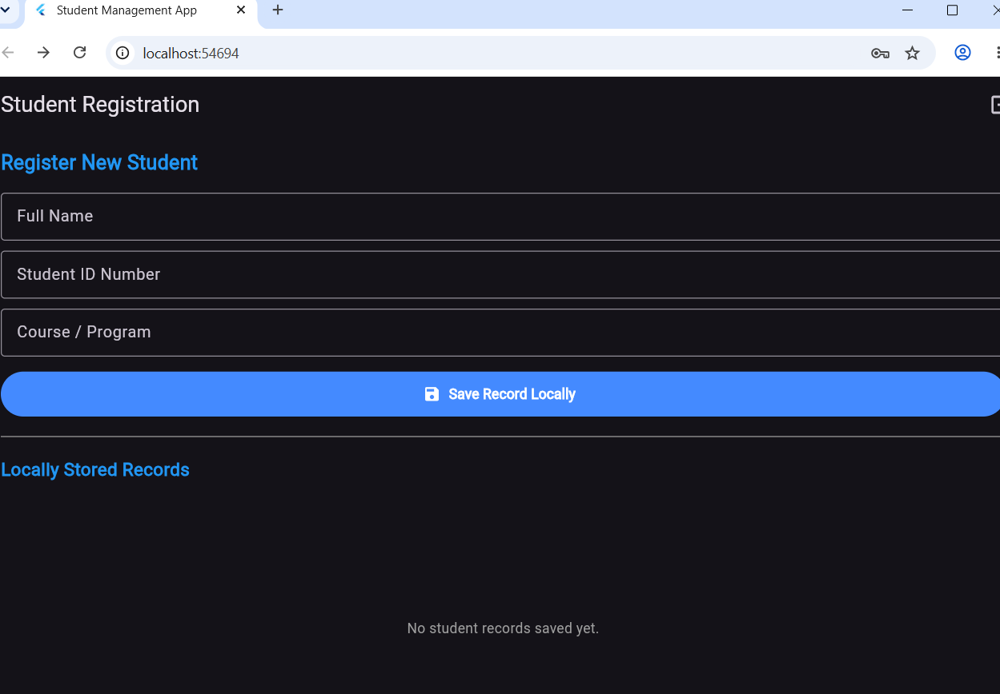 Student Management App
localhost:54694
Student Registration
Register New Student
Full Name
Student ID Number
Course / Program
Save Record Locally
Locally Stored Records
No student records saved yet.